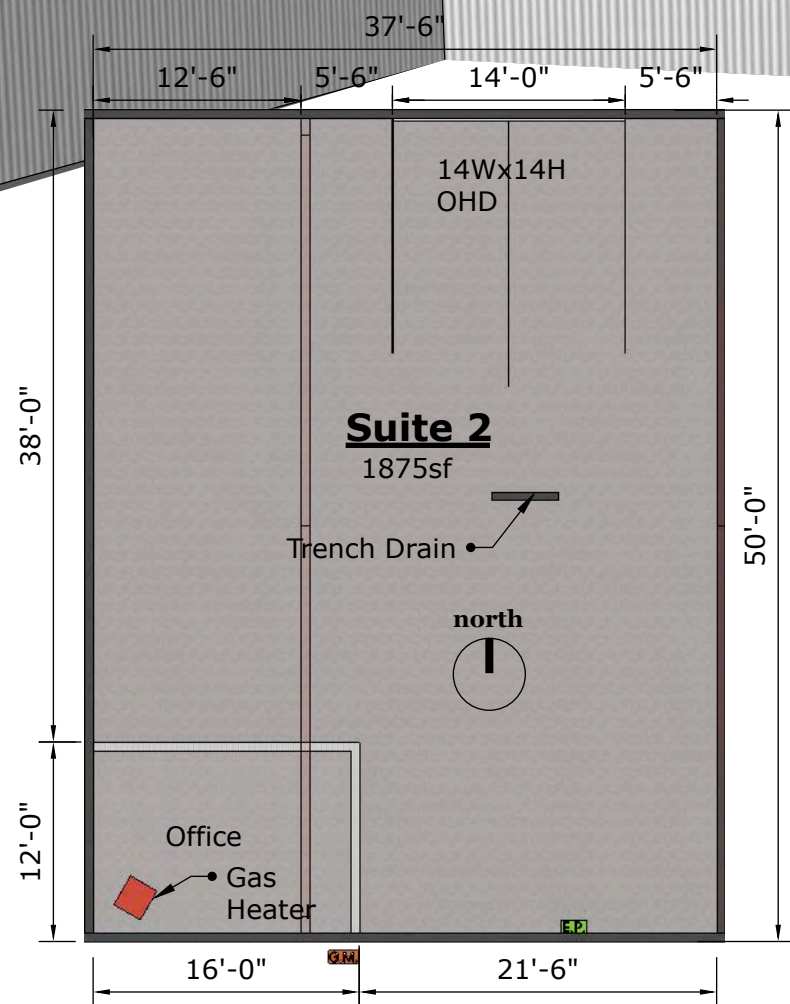 37'-6"
12'-6"
5'-6"
14'-0"
5'-6"
14Wx14H
OHD
38'-0"
Suite 2
1875sf
50'-0"
Trench Drain
north
12'-0"
Office
Gas
Heater
E.P.
G.M.
16'-0"
21'-6"